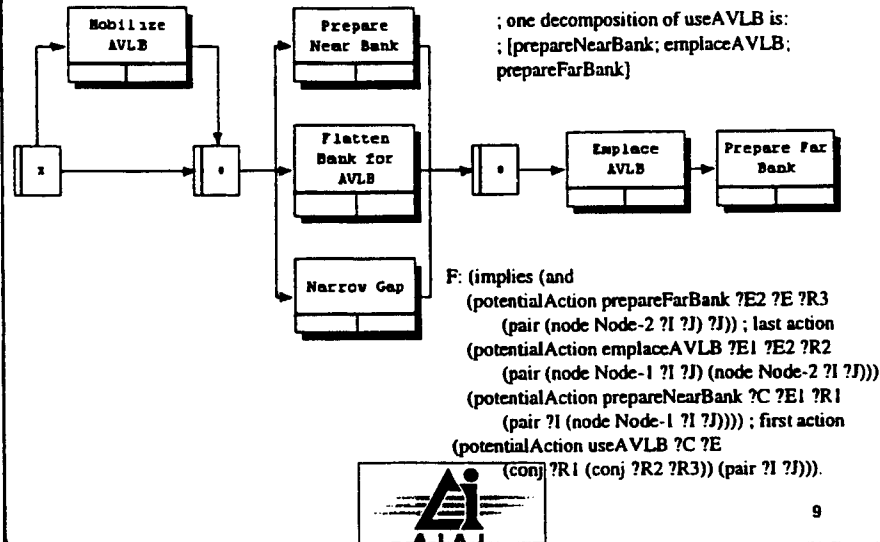 Mobilize
AVLB
Prepare
Near Bank
; one decomposition of useAVLB is:
; [prepareNearBank; emplaceAVLB;
prepareFarBank}
x
o
Flatten
Bank for
AVLB
Emplace
AVLB
Prepare Far
Bank
Narrow Gap
F: (implies (and
(potentialAction prepareFarBank ?E2 ?E ?R3
(pair (node Node-2 ?I ?J) ?J)) ; last action
(potentialAction emplaceAVLB ?E1 ?E2 ?R2
(pair (node Node-1 ?I ?J) (node Node-2 ?I ?J)))
(potentialAction prepareNearBank ?C ?E1 ?R1
(pair ?I (node Node-1 ?I ?J)))) ; first action
(potentialAction useAVLB ?C ?E
(conj ?R1 (conj ?R2 ?R3)) (pair ?I ?J))).
9